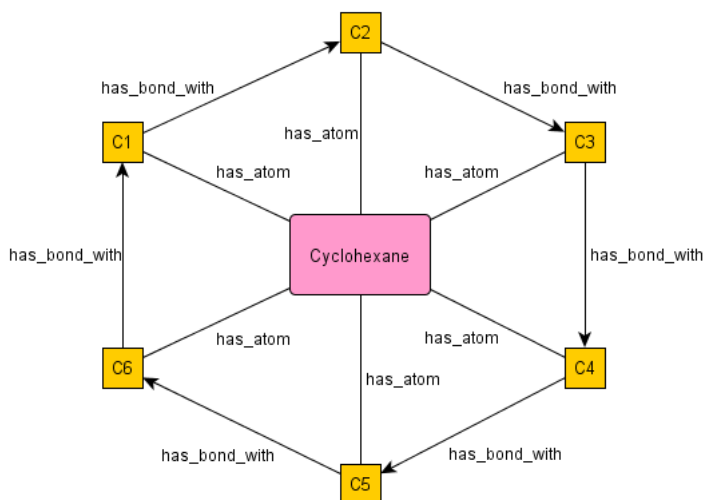 C2
has_bond_with
has_bond_with
C1
has_atom
C3
has_atom
has_atom
has_bond_with
Cyclohexane
has_bond_with
has_atom
has_atom
C6
has_atom
C4
has_bond_with
has_bond_with
C5